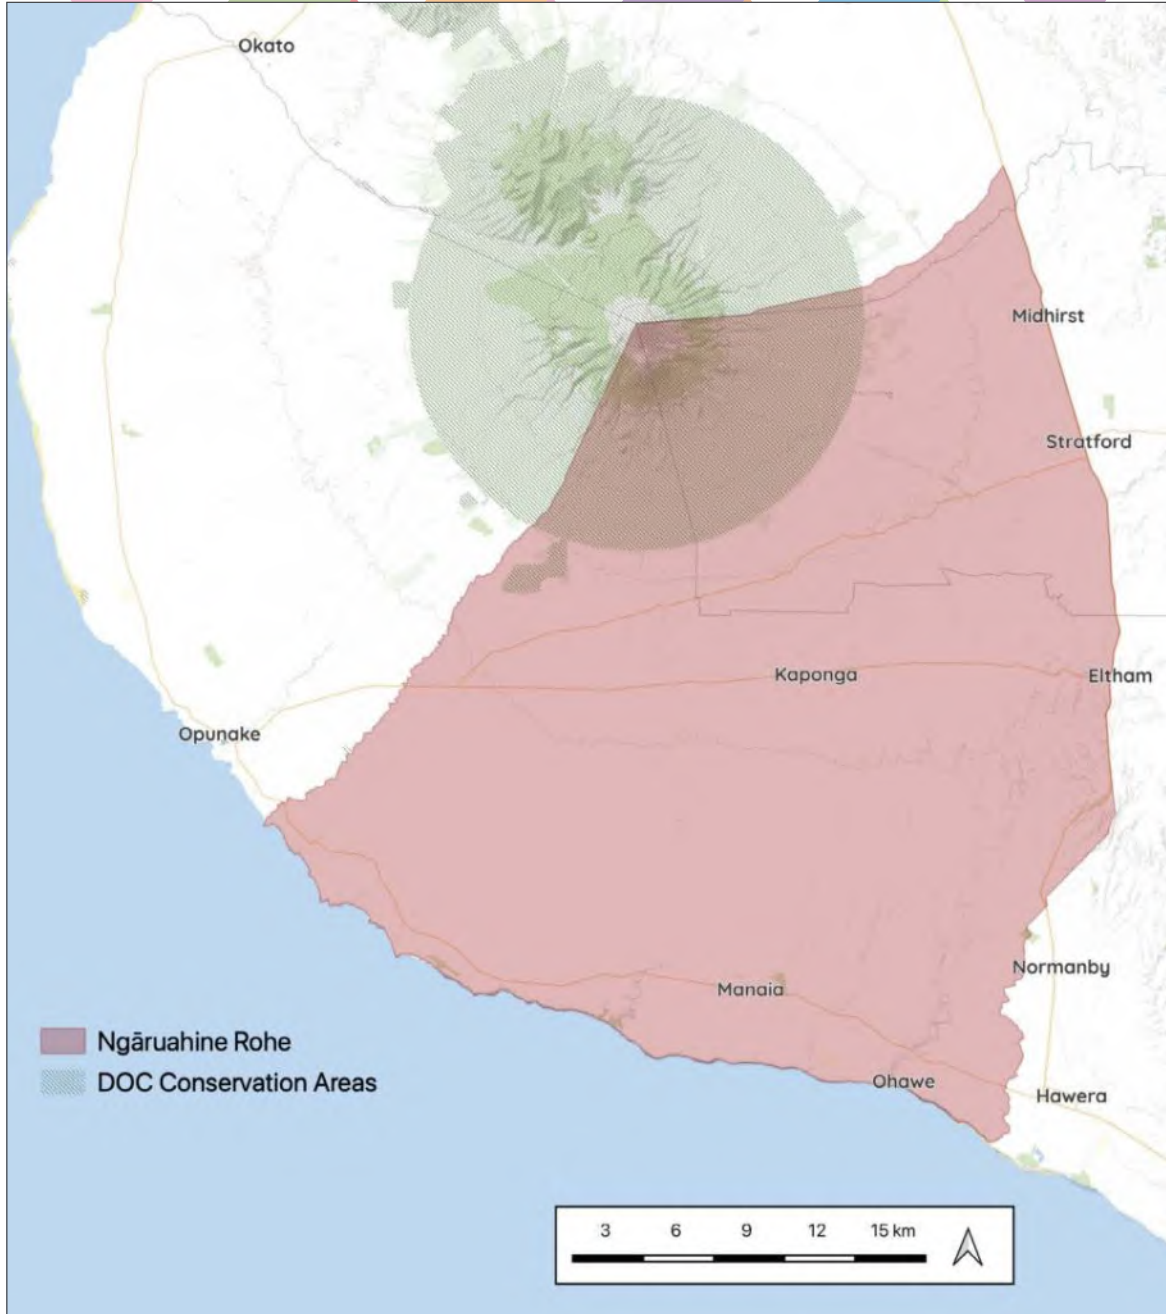 Okato
Midhirst
Stratford
Kaponga
Eltham
Opunake
Normanby
Manaia
Ngāruahine Rohe
DOC Conservation Areas
Ohawe
Hawera
3 6 9 12 15 km